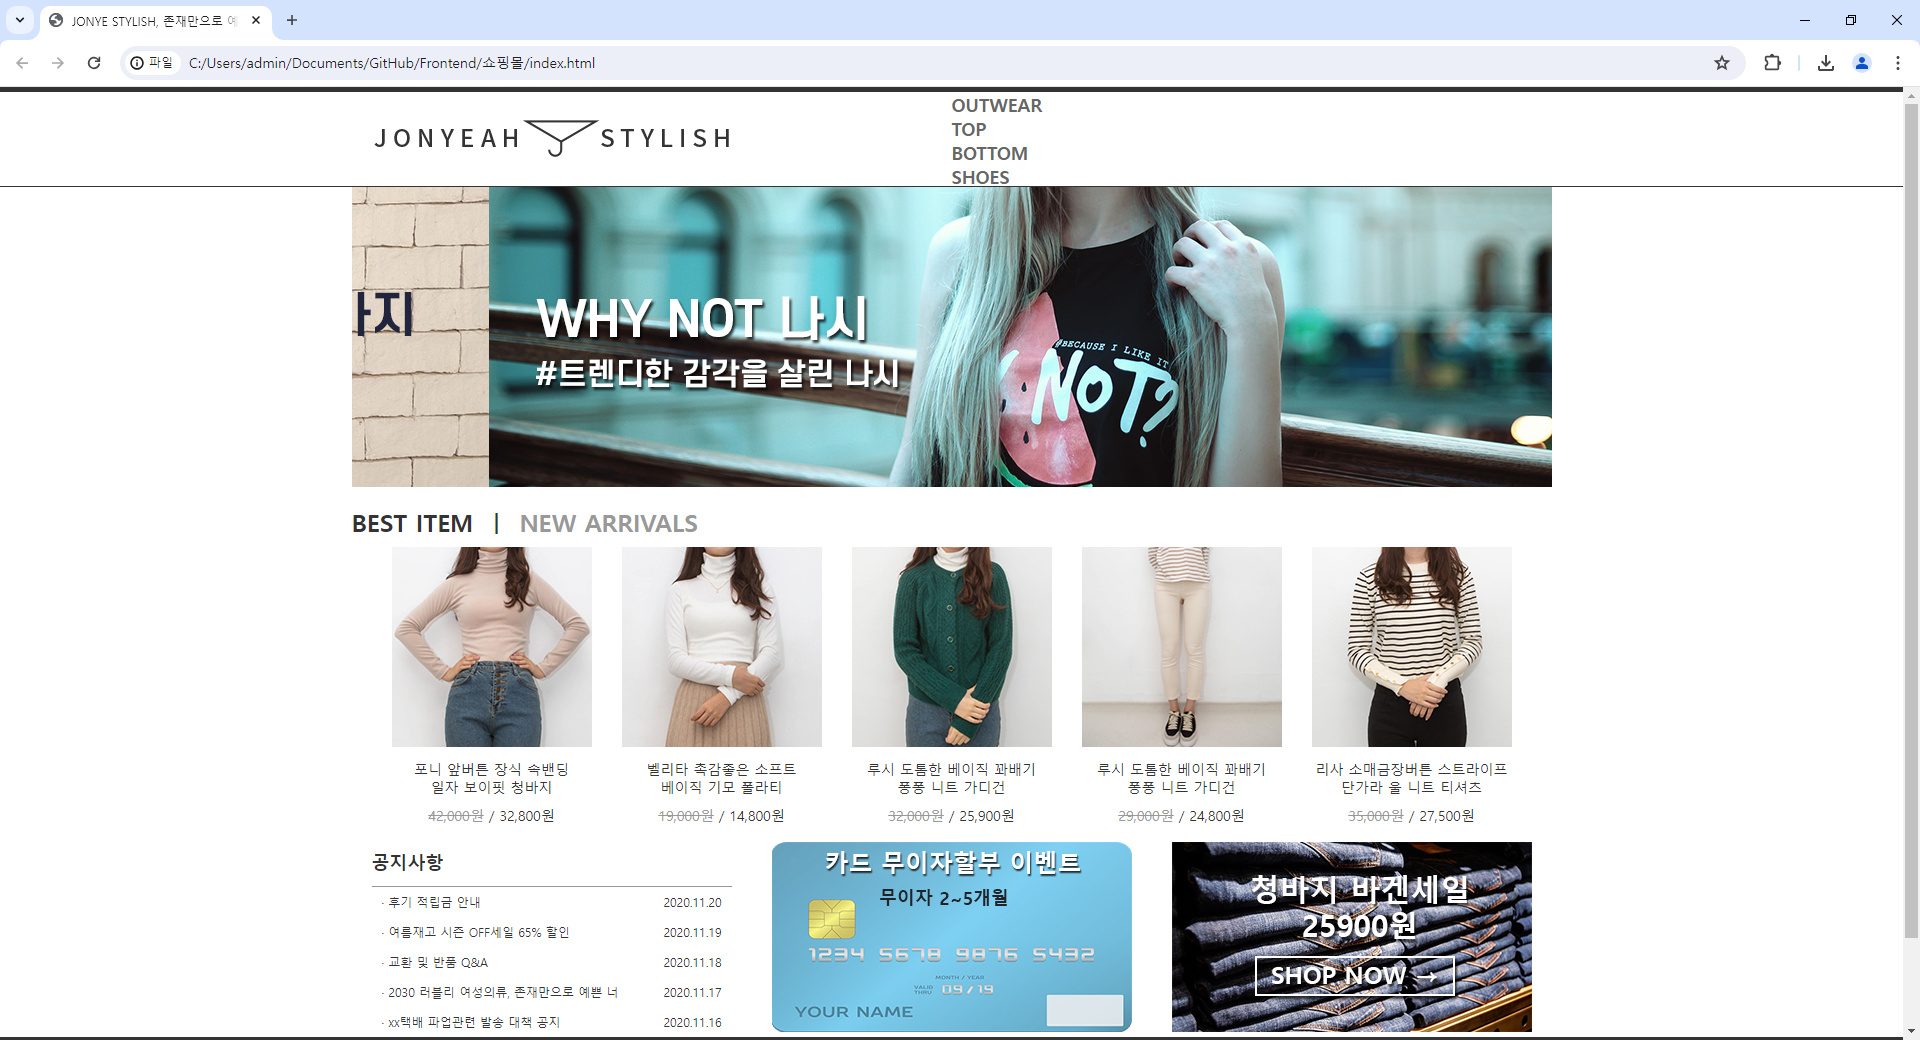 JONYE STYLISH, 존재만으로 예
파일
C:/Users/admin/Documents/GitHub/Frontend/쇼핑몰/index.html
JONYEAH STYLISH
OUTWEAR
TOP
BOTTOM
SHOES
바지
WHY NOT 나시
#트렌디한 감각을 살린 나시
#BECAUSE I LIKE IT
NOT?
BEST ITEM | NEW ARRIVALS
포니 앞버튼 장식 속밴딩
일자 보이핏 청바지
42,000원 / 32,800원
벨리타 촉감좋은 소프트
베이직 기모 폴라티
19,000원 / 14,800원
루시 도톰한 베이직 꽈배기
퐁퐁 니트 가디건
32,000원 / 25,900원
루시 도톰한 베이직 꽈배기
퐁퐁 니트 가디건
29,000원 / 24,800원
리사 소매금장버튼 스트라이프
단가라 울 니트 티셔츠
35,000원 / 27,500원
공지사항
· 후기 적립금 안내 2020.11.20
· 여름재고 시즌 OFF세일 65% 할인 2020.11.19
· 교환 및 반품 Q&A 2020.11.18
· 2030 러블리 여성의류, 존재만으로 예쁜 너 2020.11.17
· xx택배 파업관련 발송 대책 공지 2020.11.16
카드 무이자할부 이벤트
무이자 2~5개월
1234 5678 9876 5432
MONTH / YEAR
VALID THRU 09/19
YOUR NAME
청바지 바겐세일
25900원
SHOP NOW →